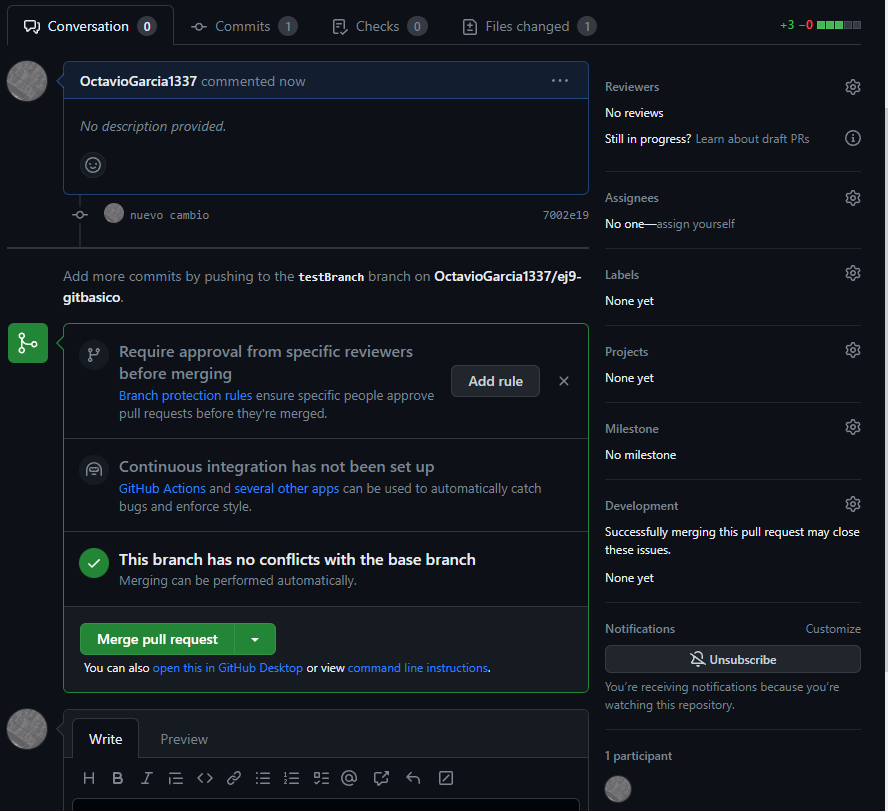 Conversation 0 Commits 1 Checks 0 Files changed 1 +3 −0
OctavioGarcia1337 commented now
No description provided.
nuevo cambio 7002e19
Add more commits by pushing to the testBranch branch on OctavioGarcia1337/ej9-
gitbasico.
Require approval from specific reviewers
before merging
Branch protection rules ensure specific people approve
pull requests before they're merged.
Add rule
Continuous integration has not been set up
GitHub Actions and several other apps can be used to automatically catch
bugs and enforce style.
This branch has no conflicts with the base branch
Merging can be performed automatically.
Merge pull request
You can also open this in GitHub Desktop or view command line instructions.
Write Preview
Reviewers
No reviews
Still in progress? Learn about draft PRs
Assignees
No one—assign yourself
Labels
None yet
Projects
None yet
Milestone
No milestone
Development
Successfully merging this pull request may close
these issues.
None yet
Notifications Customize
Unsubscribe
You're receiving notifications because you're
watching this repository.
1 participant